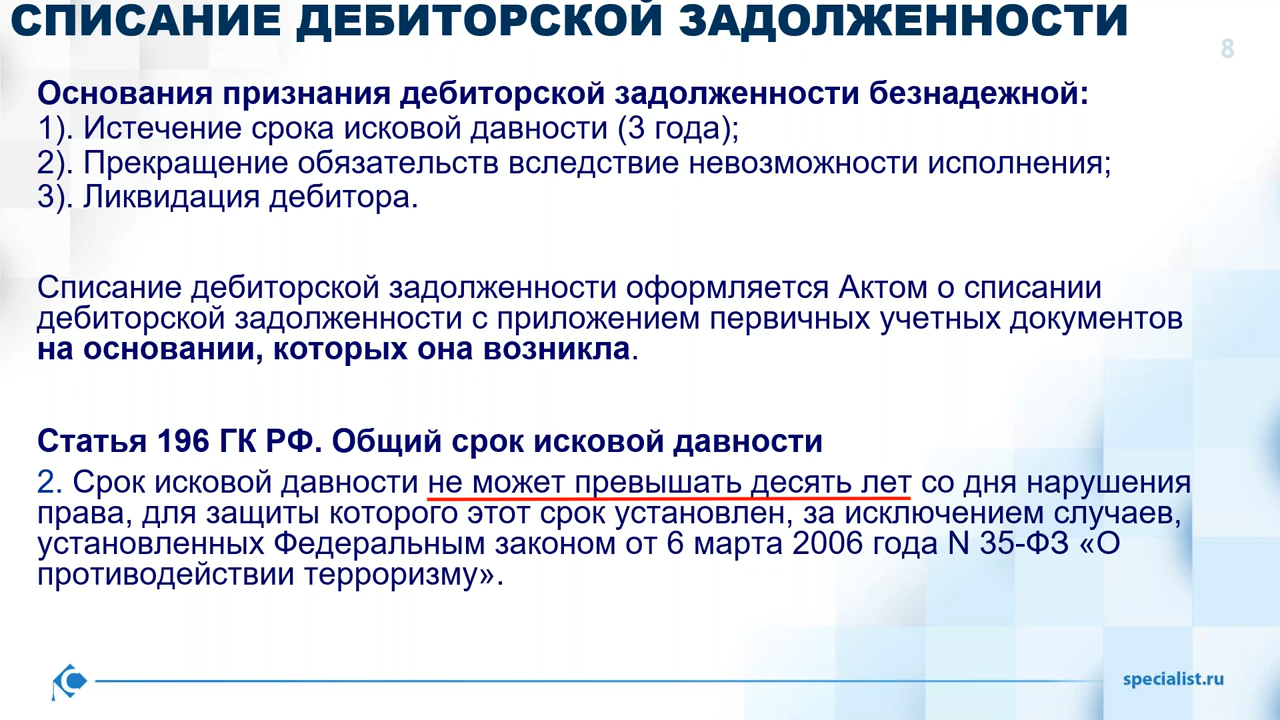 СПИСАНИЕ ДЕБИТОРСКОЙ ЗАДОЛЖЕННОСТИ
8
Основания признания дебиторской задолженности безнадежной:
1). Истечение срока исковой давности (3 года);
2). Прекращение обязательств вследствие невозможности исполнения;
3). Ликвидация дебитора.
Списание дебиторской задолженности оформляется Актом о списании
дебиторской задолженности с приложением первичных учетных документов
на основании, которых она возникла.
Статья 196 ГК РФ. Общий срок исковой давности
2. Срок исковой давности не может превышать десять лет со дня нарушения
права, для защиты которого этот срок установлен, за исключением случаев,
установленных Федеральным законом от 6 марта 2006 года N 35-ФЗ «О
противодействии терроризму».
specialist.ru